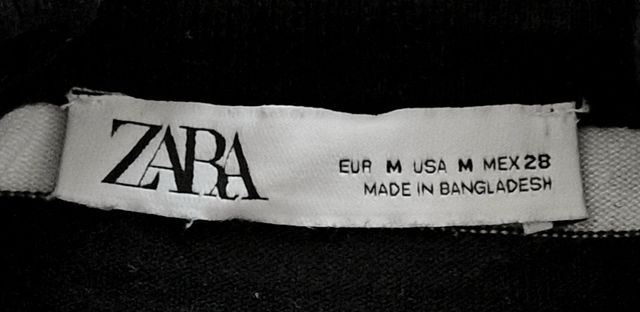 ZARA
EUR M USA M MEX 28
MADE IN BANGLADESH